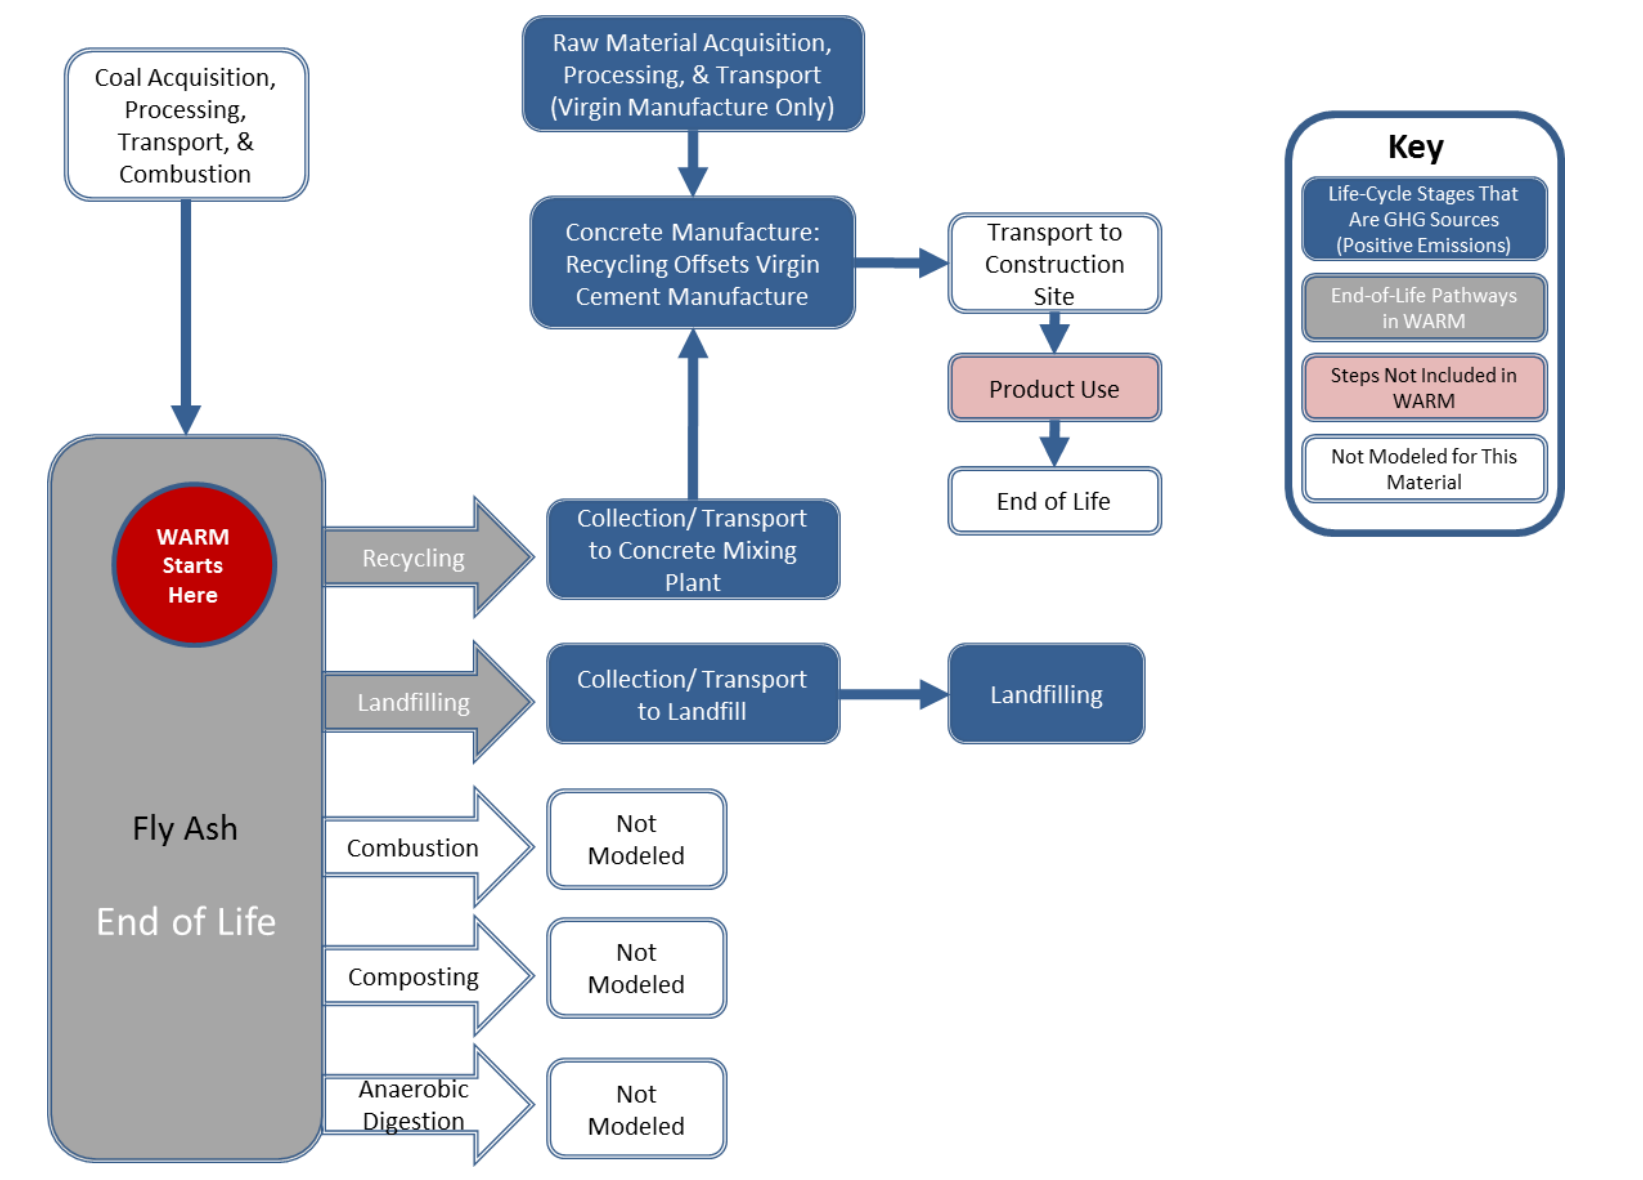 Coal Acquisition,
Processing,
Transport, &
Combustion
Raw Material Acquisition,
Processing, & Transport
(Virgin Manufacture Only)
Concrete Manufacture:
Recycling Offsets Virgin
Cement Manufacture
Transport to
Construction
Site
Product Use
End of Life
Key
Life-Cycle Stages That
Are GHG Sources
(Positive Emissions)
End-of-Life Pathways
in WARM
Steps Not Included in
WARM
Not Modeled for This
Material
WARM
Starts
Here
Fly Ash
End of Life
Recycling
Collection/ Transport
to Concrete Mixing
Plant
Landfilling
Collection/ Transport
to Landfill
Landfilling
Combustion
Not
Modeled
Composting
Not
Modeled
Anaerobic
Digestion
Not
Modeled